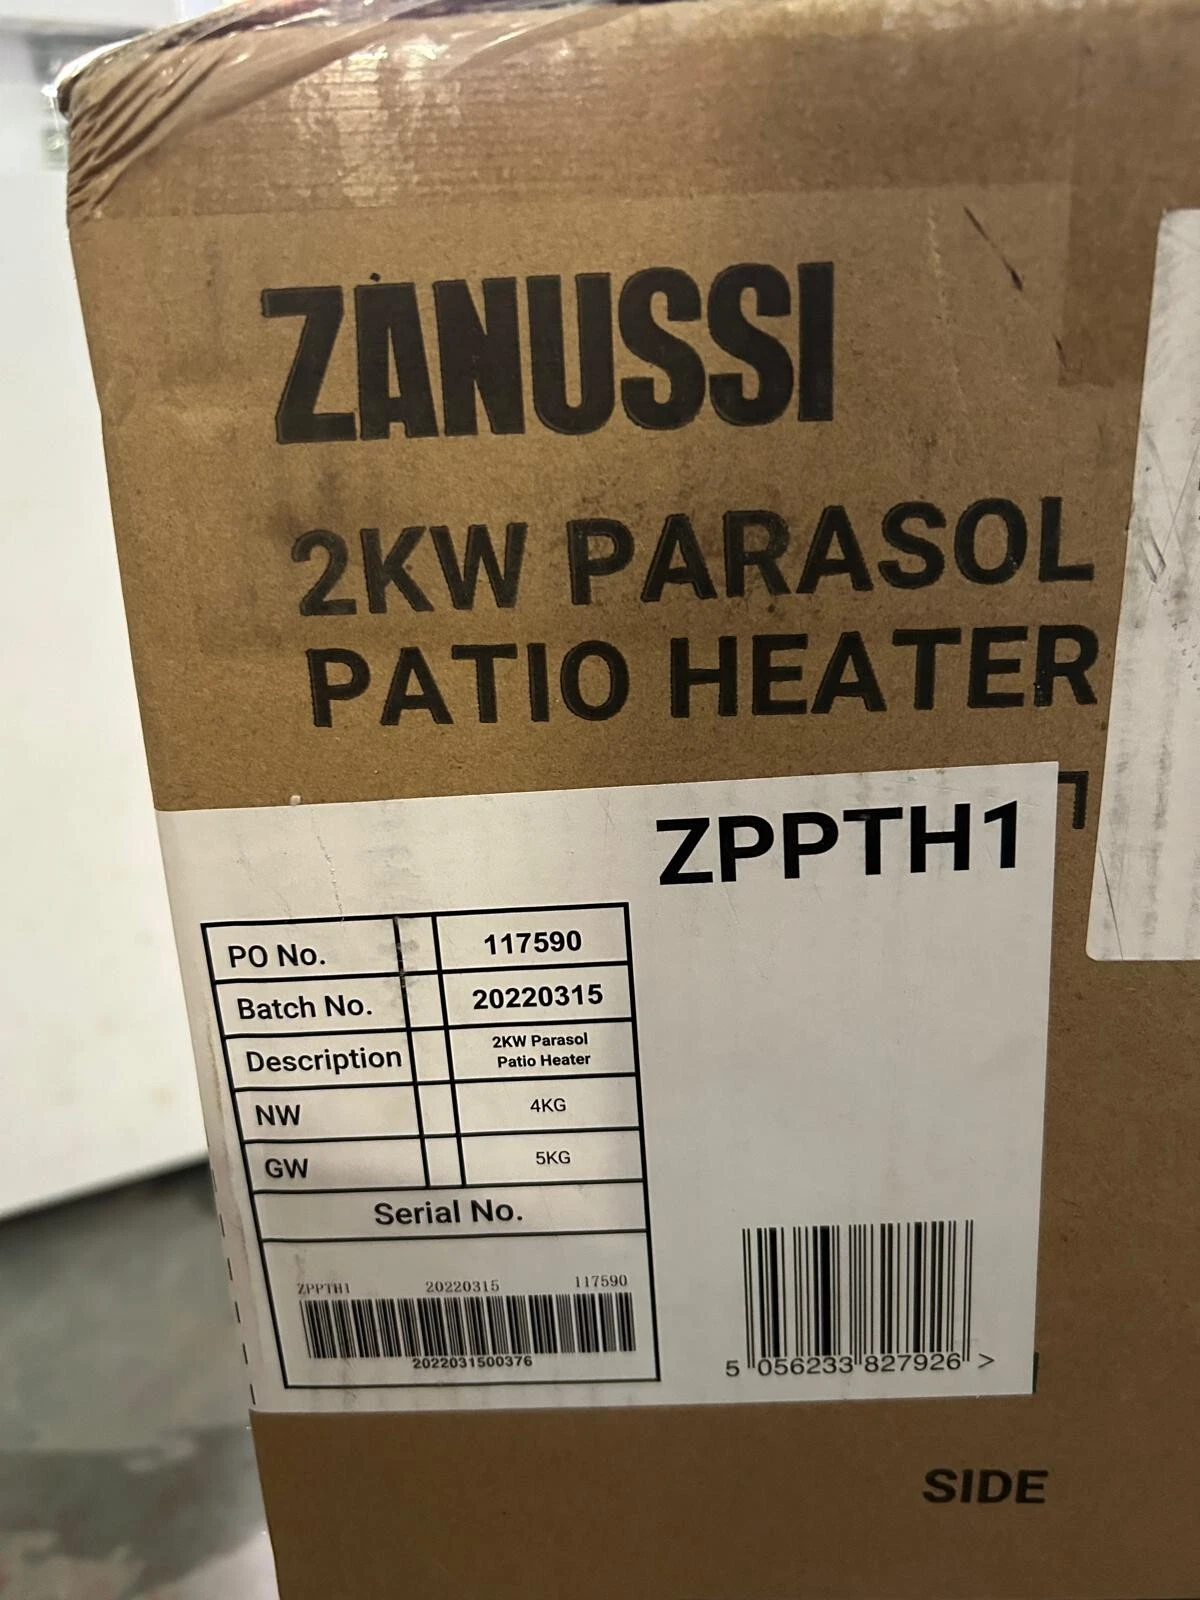 ZANUSSI
2KW PARASOL
PATIO HEATER
ZPPTH1
PO No. 117590
Batch No. 20220315
Description 2KW Parasol
Patio Heater
NW 4KG
GW 5KG
Serial No.
ZPPTH1 20220315 117590
2022031500376
5 056233 827926 >
SIDE